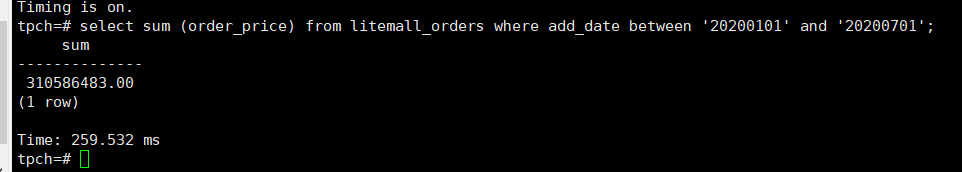 Timing is on.
tpch=# select sum (order_price) from litemall_orders where add_date between '20200101' and '20200701';
     sum
--------------
 310586483.00
(1 row)

Time: 259.532 ms
tpch=#